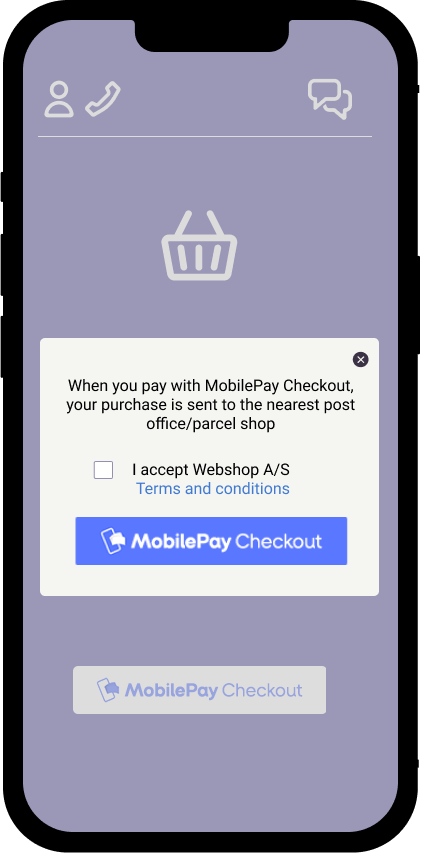 When you pay with MobilePay Checkout,
your purchase is sent to the nearest post
office/parcel shop
I accept Webshop A/S
Terms and conditions
MobilePay Checkout
MobilePay Checkout